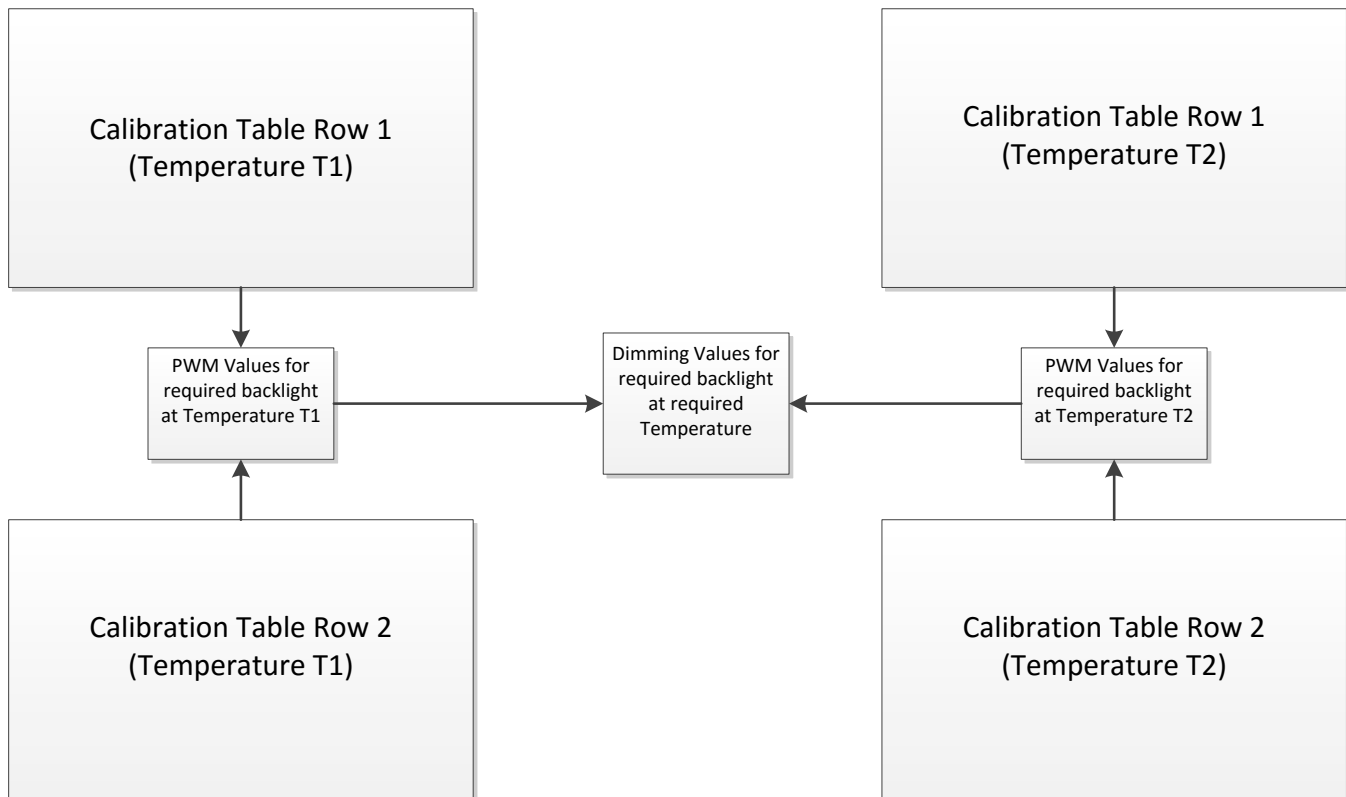 Calibration Table Row 1
(Temperature T1)
Calibration Table Row 1
(Temperature T2)
PWM Values for
required backlight
at Temperature T1
Dimming Values for
required backlight
at required
Temperature
PWM Values for
required backlight
at Temperature T2
Calibration Table Row 2
(Temperature T1)
Calibration Table Row 2
(Temperature T2)